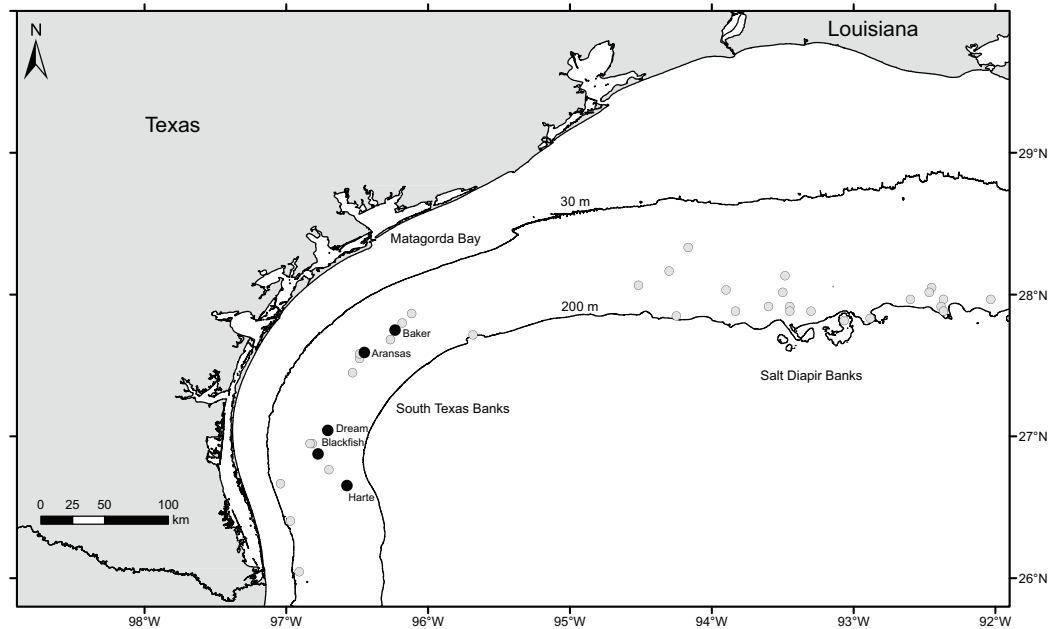 N
Louisiana
Texas
29°N
30 m
Matagorda Bay
28°N
200 m
Baker
Aransas
Salt Diapir Banks
South Texas Banks
Dream
27°N
Blackfish
Harte
0 25 50 100
km
26°N
98°W 97°W 96°W 95°W 94°W 93°W 92°W